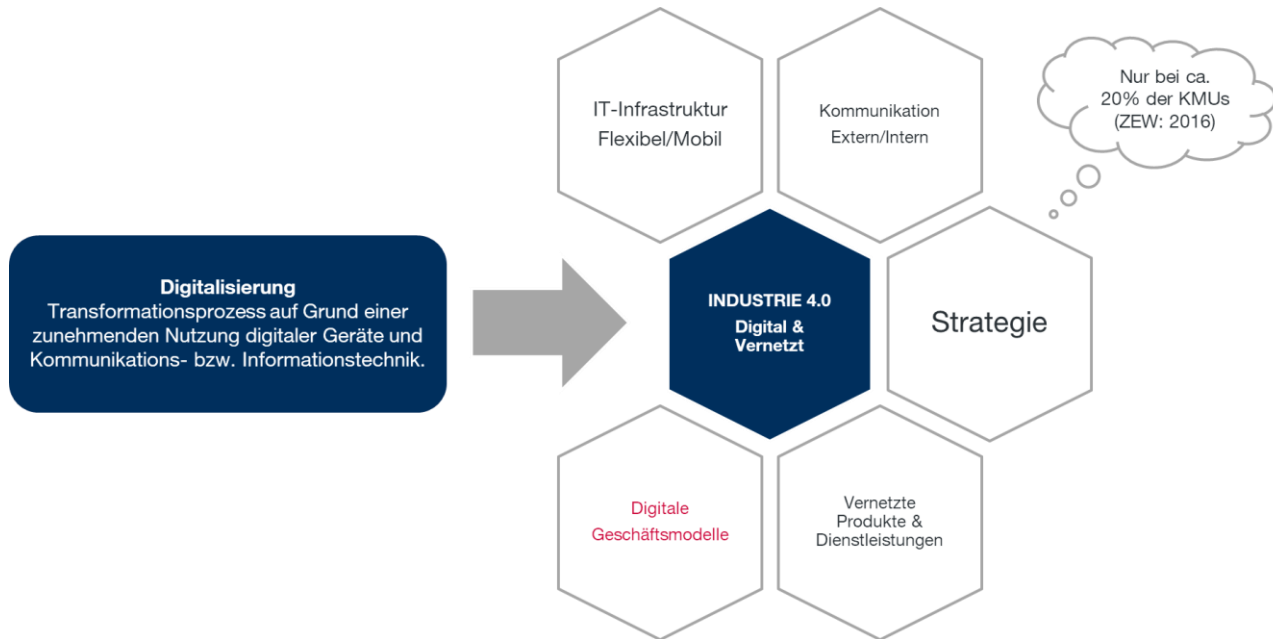 Digitalisierung
Transformationsprozess auf Grund einer
zunehmenden Nutzung digitaler Geräte und
Kommunikations- bzw. Informationstechnik.
IT-Infrastruktur
Flexibel/Mobil
Kommunikation
Extern/Intern
Nur bei ca.
20% der KMUs
(ZEW: 2016)
INDUSTRIE 4.0
Digital &
Vernetzt
Strategie
Digitale
Geschäftsmodelle
Vernetzte
Produkte &
Dienstleistungen